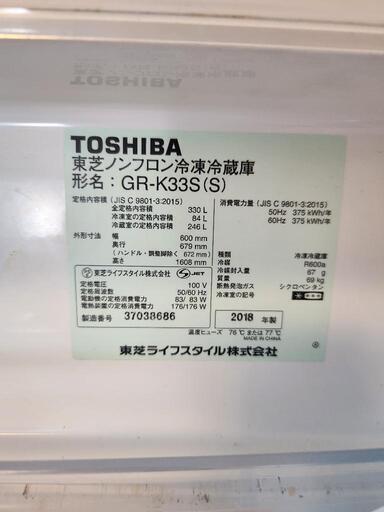 TOSHIBA
東芝ノンフロン冷凍冷蔵庫
形名：GR-K33S(S)
定格内容積 (JIS C 9801-3:2015)
全定格内容積 330 L
冷凍室の定格内容積 84 L
冷蔵室の定格内容積 246 L
外形寸法 幅 600 mm
奥行 679 mm
(ハンドル・調整脚除く 672 mm)
高さ 1608 mm
東芝ライフスタイル株式会社 S JET
定格電圧 100 V
定格周波数 50/60 Hz
電動機の定格消費電力 83/ 83 W
電熱装置の定格消費電力 176/176 W
製造番号 37038686
消費電力量 (JIS C 9801-3:2015)
50Hz 375 kWh/年
60Hz 375 kWh/年
種類 冷凍冷蔵庫
冷媒 R600a
冷媒封入量 67 g
質量 69 kg
断熱発泡ガス シクロペンタン
冷凍室の記号
2018 年製
温度ヒューズ 76℃ または 77℃
MADE IN CHINA
東芝ライフスタイル株式会社
Ⓐ